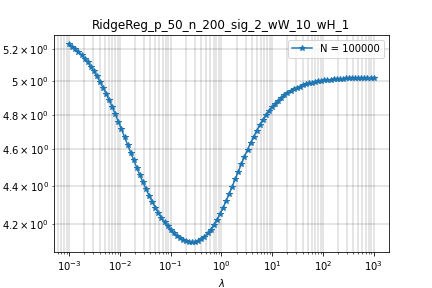 RidgeReg_p_50_n_200_sig_2_wW_10_wH_1
N = 100000
5.2 × 10⁰
5 × 10⁰
4.8 × 10⁰
4.6 × 10⁰
4.4 × 10⁰
4.2 × 10⁰
10⁻³ 10⁻² 10⁻¹ 10⁰ 10¹ 10² 10³
λ